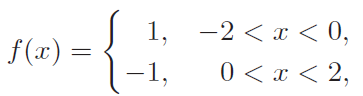 f(x) = { 1, −2 < x < 0,
−1, 0 < x < 2,